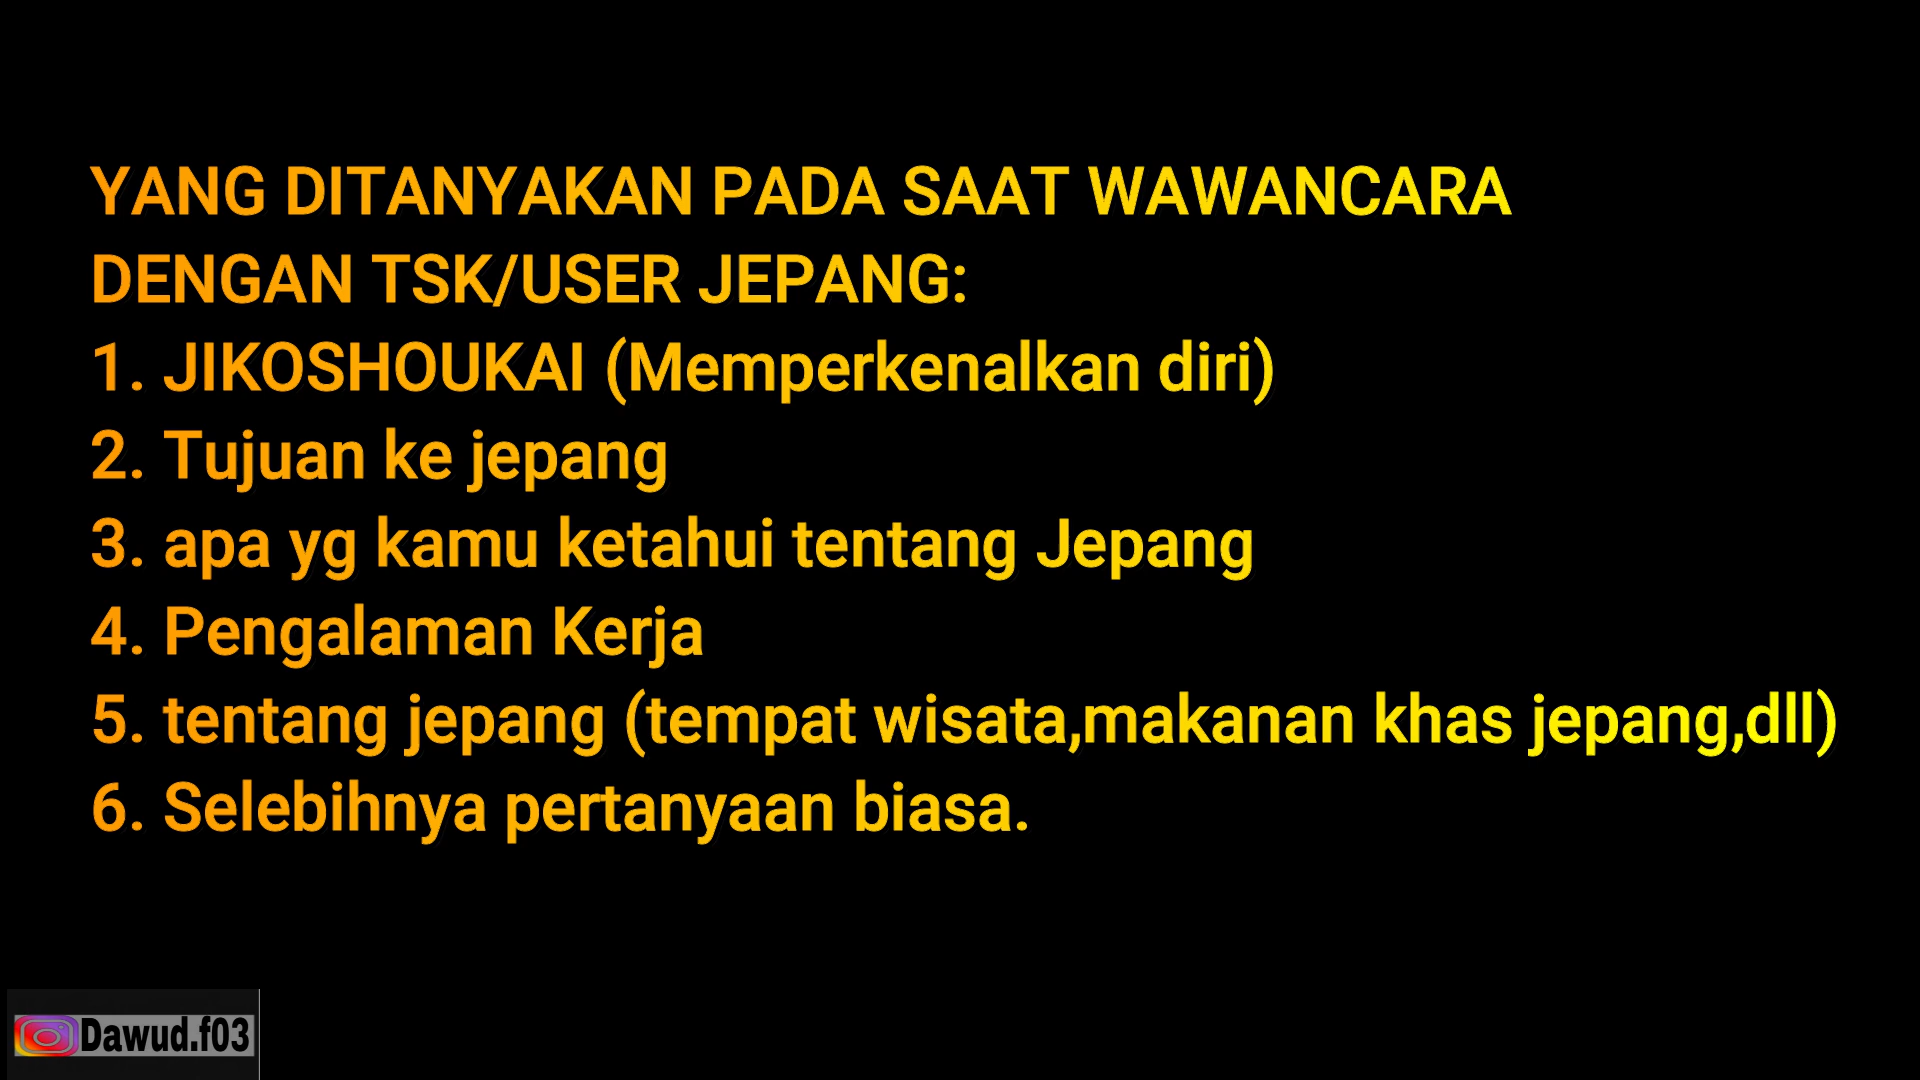 YANG DITANYAKAN PADA SAAT WAWANCARA
DENGAN TSK/USER JEPANG:
1. JIKOSHOUKAI (Memperkenalkan diri)
2. Tujuan ke jepang
3. apa yg kamu ketahui tentang Jepang
4. Pengalaman Kerja
5. tentang jepang (tempat wisata,makanan khas jepang,dll)
6. Selebihnya pertanyaan biasa.
Dawud.f03